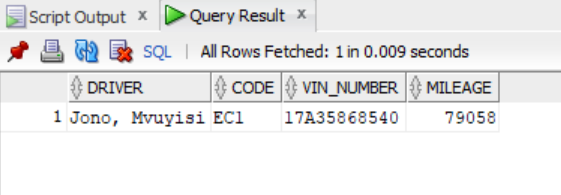 Script Output x Query Result x
SQL | All Rows Fetched: 1 in 0.009 seconds
DRIVER CODE VIN_NUMBER MILEAGE
1 Jono, Mvuyisi EC1 17A35868540 79058